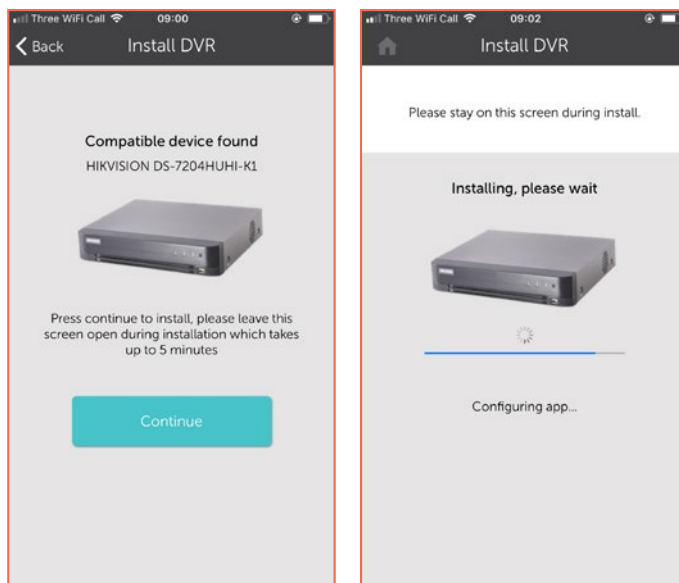 Three WiFi Call 09:00
Back Install DVR
Compatible device found
HIKVISION DS-7204HUHI-K1
Press continue to install, please leave this
screen open during installation which takes
up to 5 minutes
Continue
Three WiFi Call 09:02
Install DVR
Please stay on this screen during install.
Installing, please wait
Configuring app...